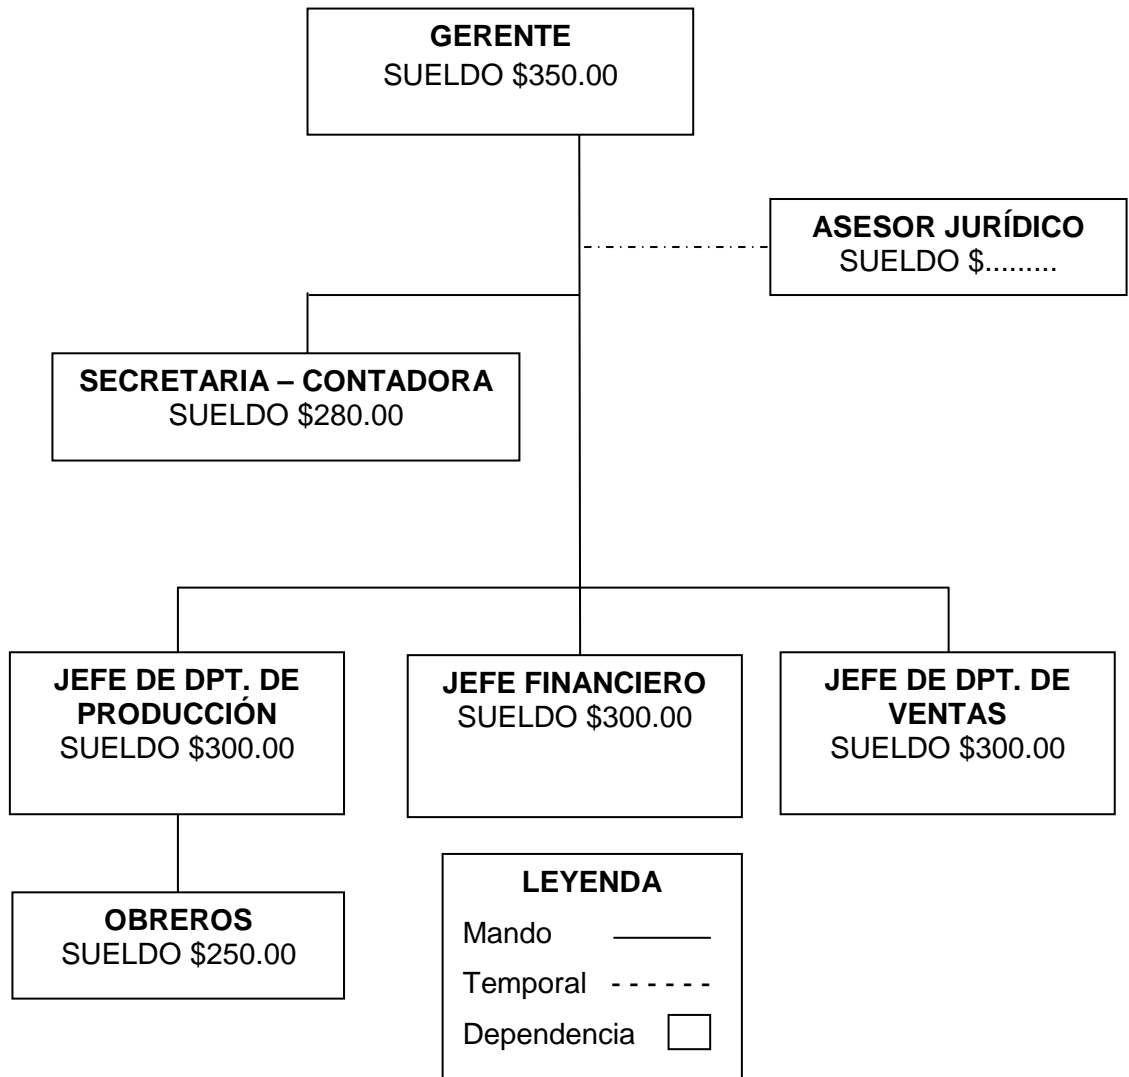 GERENTE
SUELDO $350.00
ASESOR JURÍDICO
SUELDO $.........
SECRETARIA – CONTADORA
SUELDO $280.00
JEFE DE DPT. DE
PRODUCCIÓN
SUELDO $300.00
JEFE FINANCIERO
SUELDO $300.00
JEFE DE DPT. DE
VENTAS
SUELDO $300.00
OBREROS
SUELDO $250.00
LEYENDA
Mando
Temporal
Dependencia